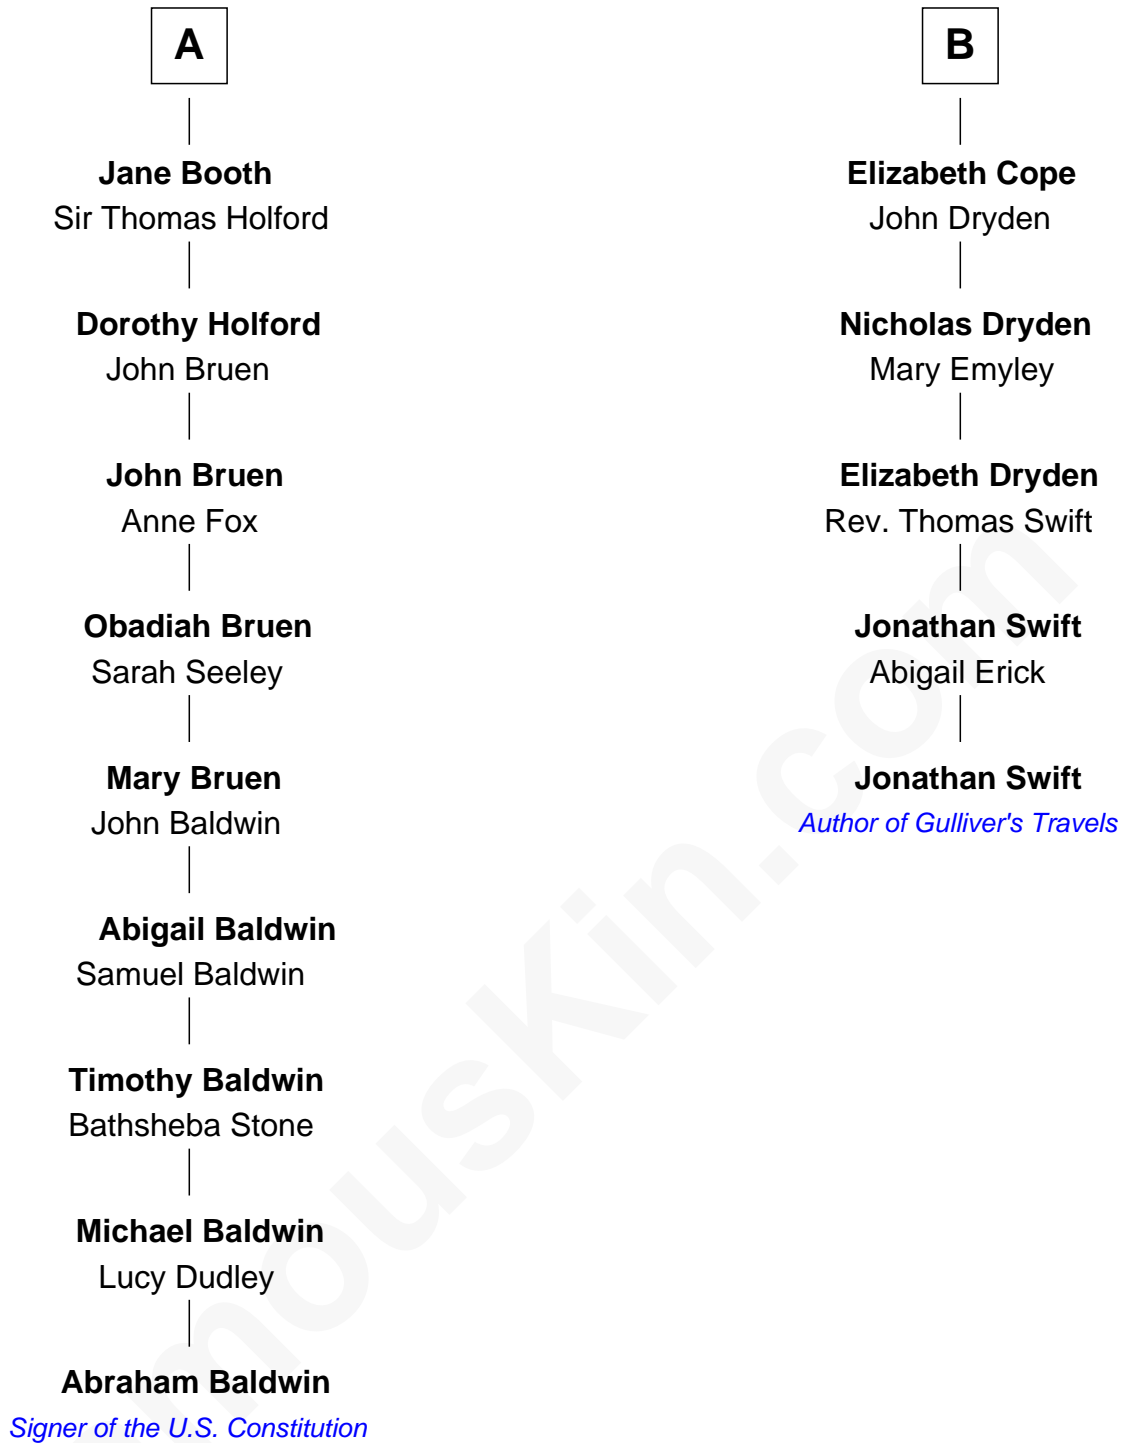 A
Jane Booth
Sir Thomas Holford
Dorothy Holford
John Bruen
John Bruen
Anne Fox
Obadiah Bruen
Sarah Seeley
Mary Bruen
John Baldwin
Abigail Baldwin
Samuel Baldwin
Timothy Baldwin
Bathsheba Stone
Michael Baldwin
Lucy Dudley
Abraham Baldwin
Signer of the U.S. Constitution
B
Elizabeth Cope
John Dryden
Nicholas Dryden
Mary Emyley
Elizabeth Dryden
Rev. Thomas Swift
Jonathan Swift
Abigail Erick
Jonathan Swift
Author of Gulliver's Travels
mousKin.com